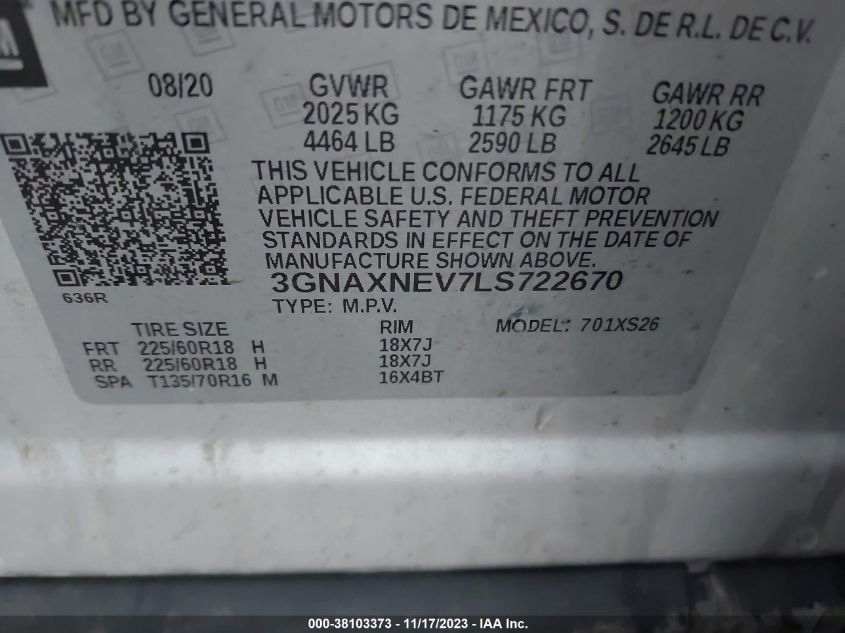 MFD BY GENERAL MOTORS DE MEXICO, S. DE R.L. DE C.V.
GM
08/20 GVWR GAWR FRT GAWR RR
2025 KG 1175 KG 1200 KG
4464 LB 2590 LB 2645 LB
THIS VEHICLE CONFORMS TO ALL
APPLICABLE U.S. FEDERAL MOTOR
VEHICLE SAFETY AND THEFT PREVENTION
STANDARDS IN EFFECT ON THE DATE OF
MANUFACTURE SHOWN ABOVE.
3GNAXNEV7LS722670
636R
TYPE: M.P.V.
TIRE SIZE RIM MODEL: 701XS26
FRT 225/60R18 H 18X7J
RR 225/60R18 H 18X7J
SPA T135/70R16 M 16X4BT
000-38103373 - 11/17/2023 - IAA Inc.